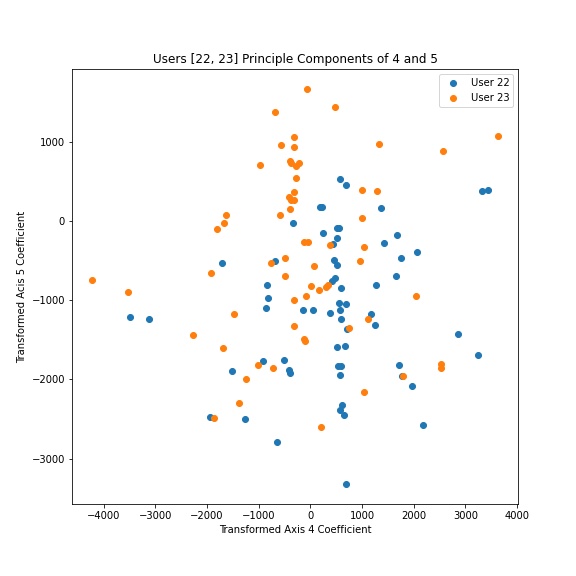 Users [22, 23] Principle Components of 4 and 5
User 22
User 23
Transformed Acis 5 Coefficient
1000
0
−1000
−2000
−3000
−4000 −3000 −2000 −1000 0 1000 2000 3000 4000
Transformed Axis 4 Coefficient